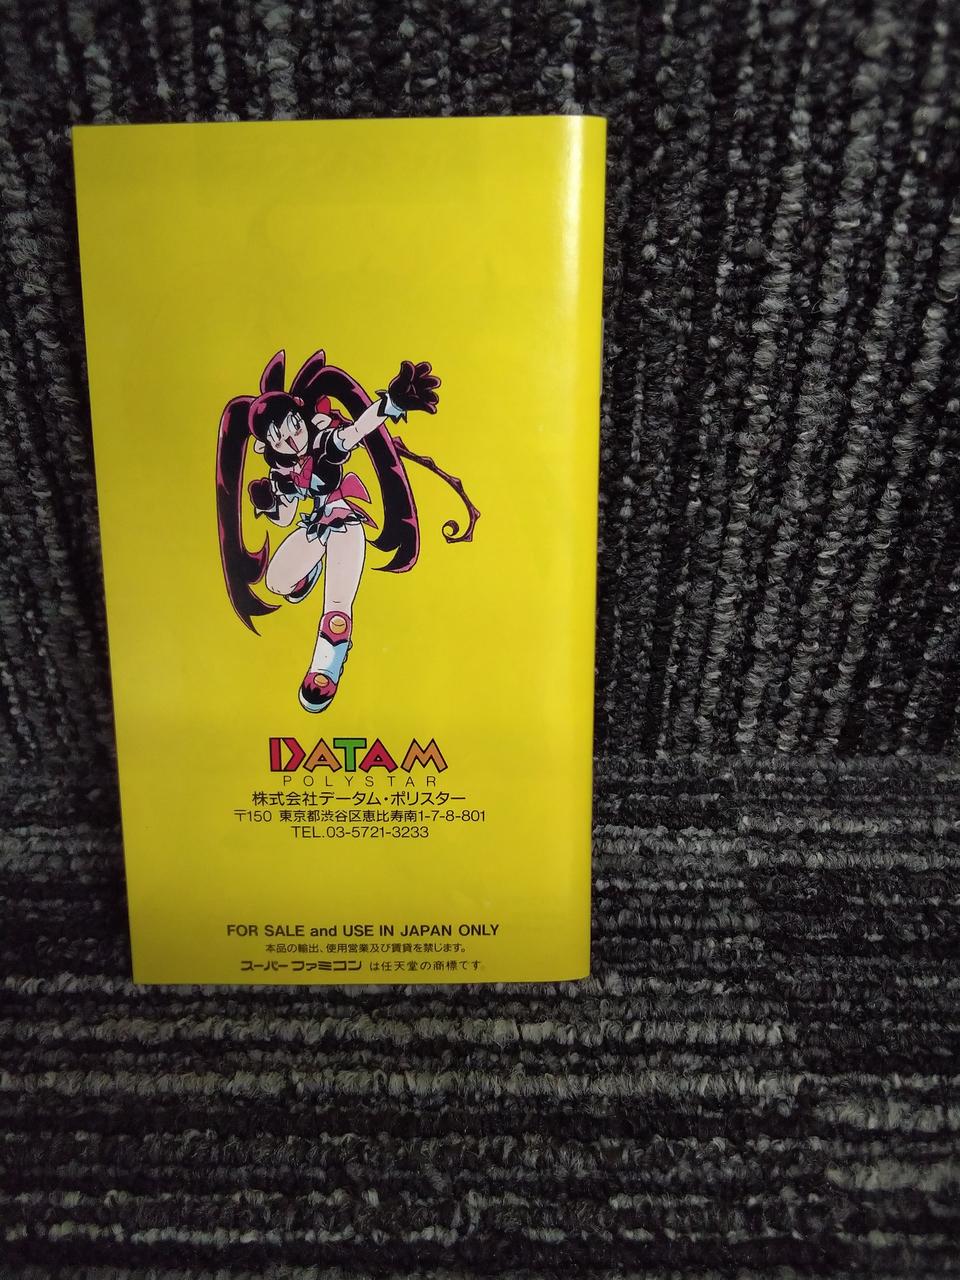 DATAM
POLYSTAR
株式会社データム・ポリスター
〒150 東京都渋谷区恵比寿南1-7-8-801
TEL.03-5721-3233
FOR SALE and USE IN JAPAN ONLY
本品の輸出、使用営業及び賃貸を禁じます。
スーパーファミコン は任天堂の商標です。